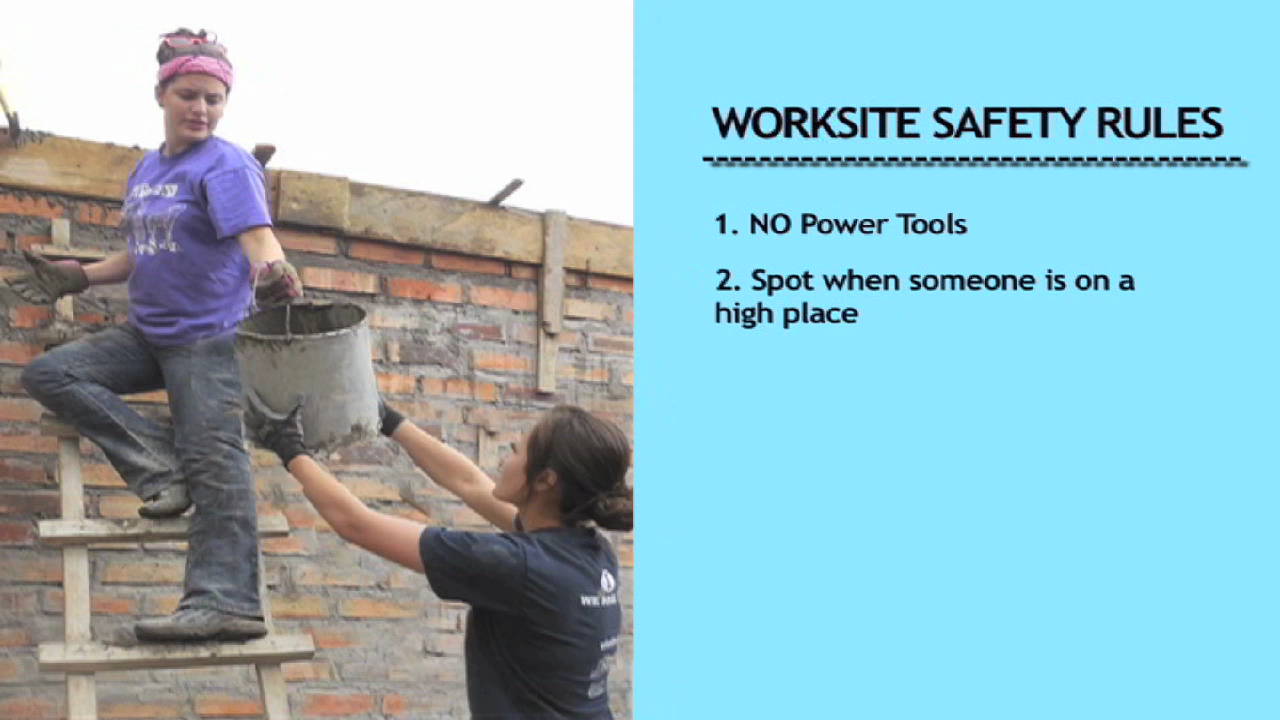 WORKSITE SAFETY RULES
1. NO Power Tools
2. Spot when someone is on a
high place